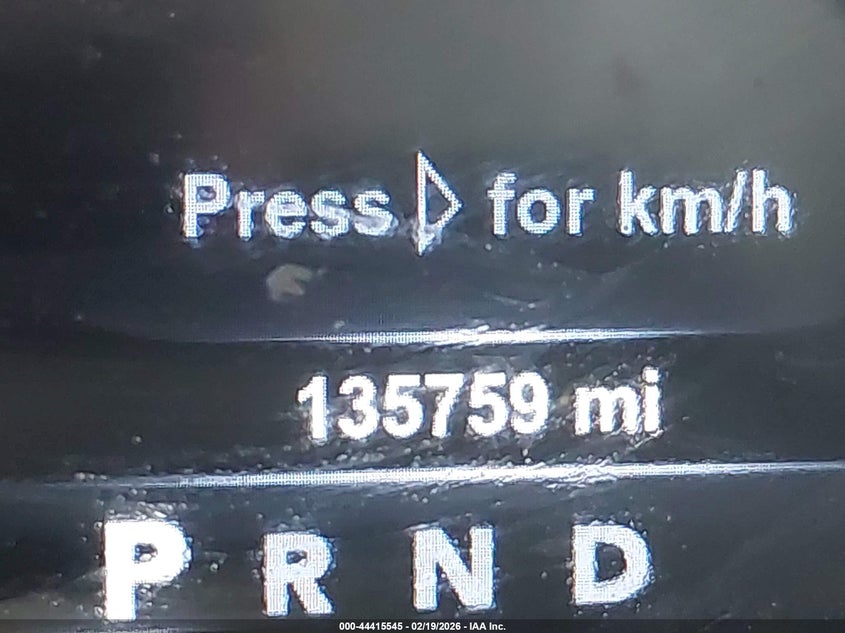 Press ▷ for km/h
135759 mi
P R N D
000-44415545 - 02/19/2026 - IAA Inc.